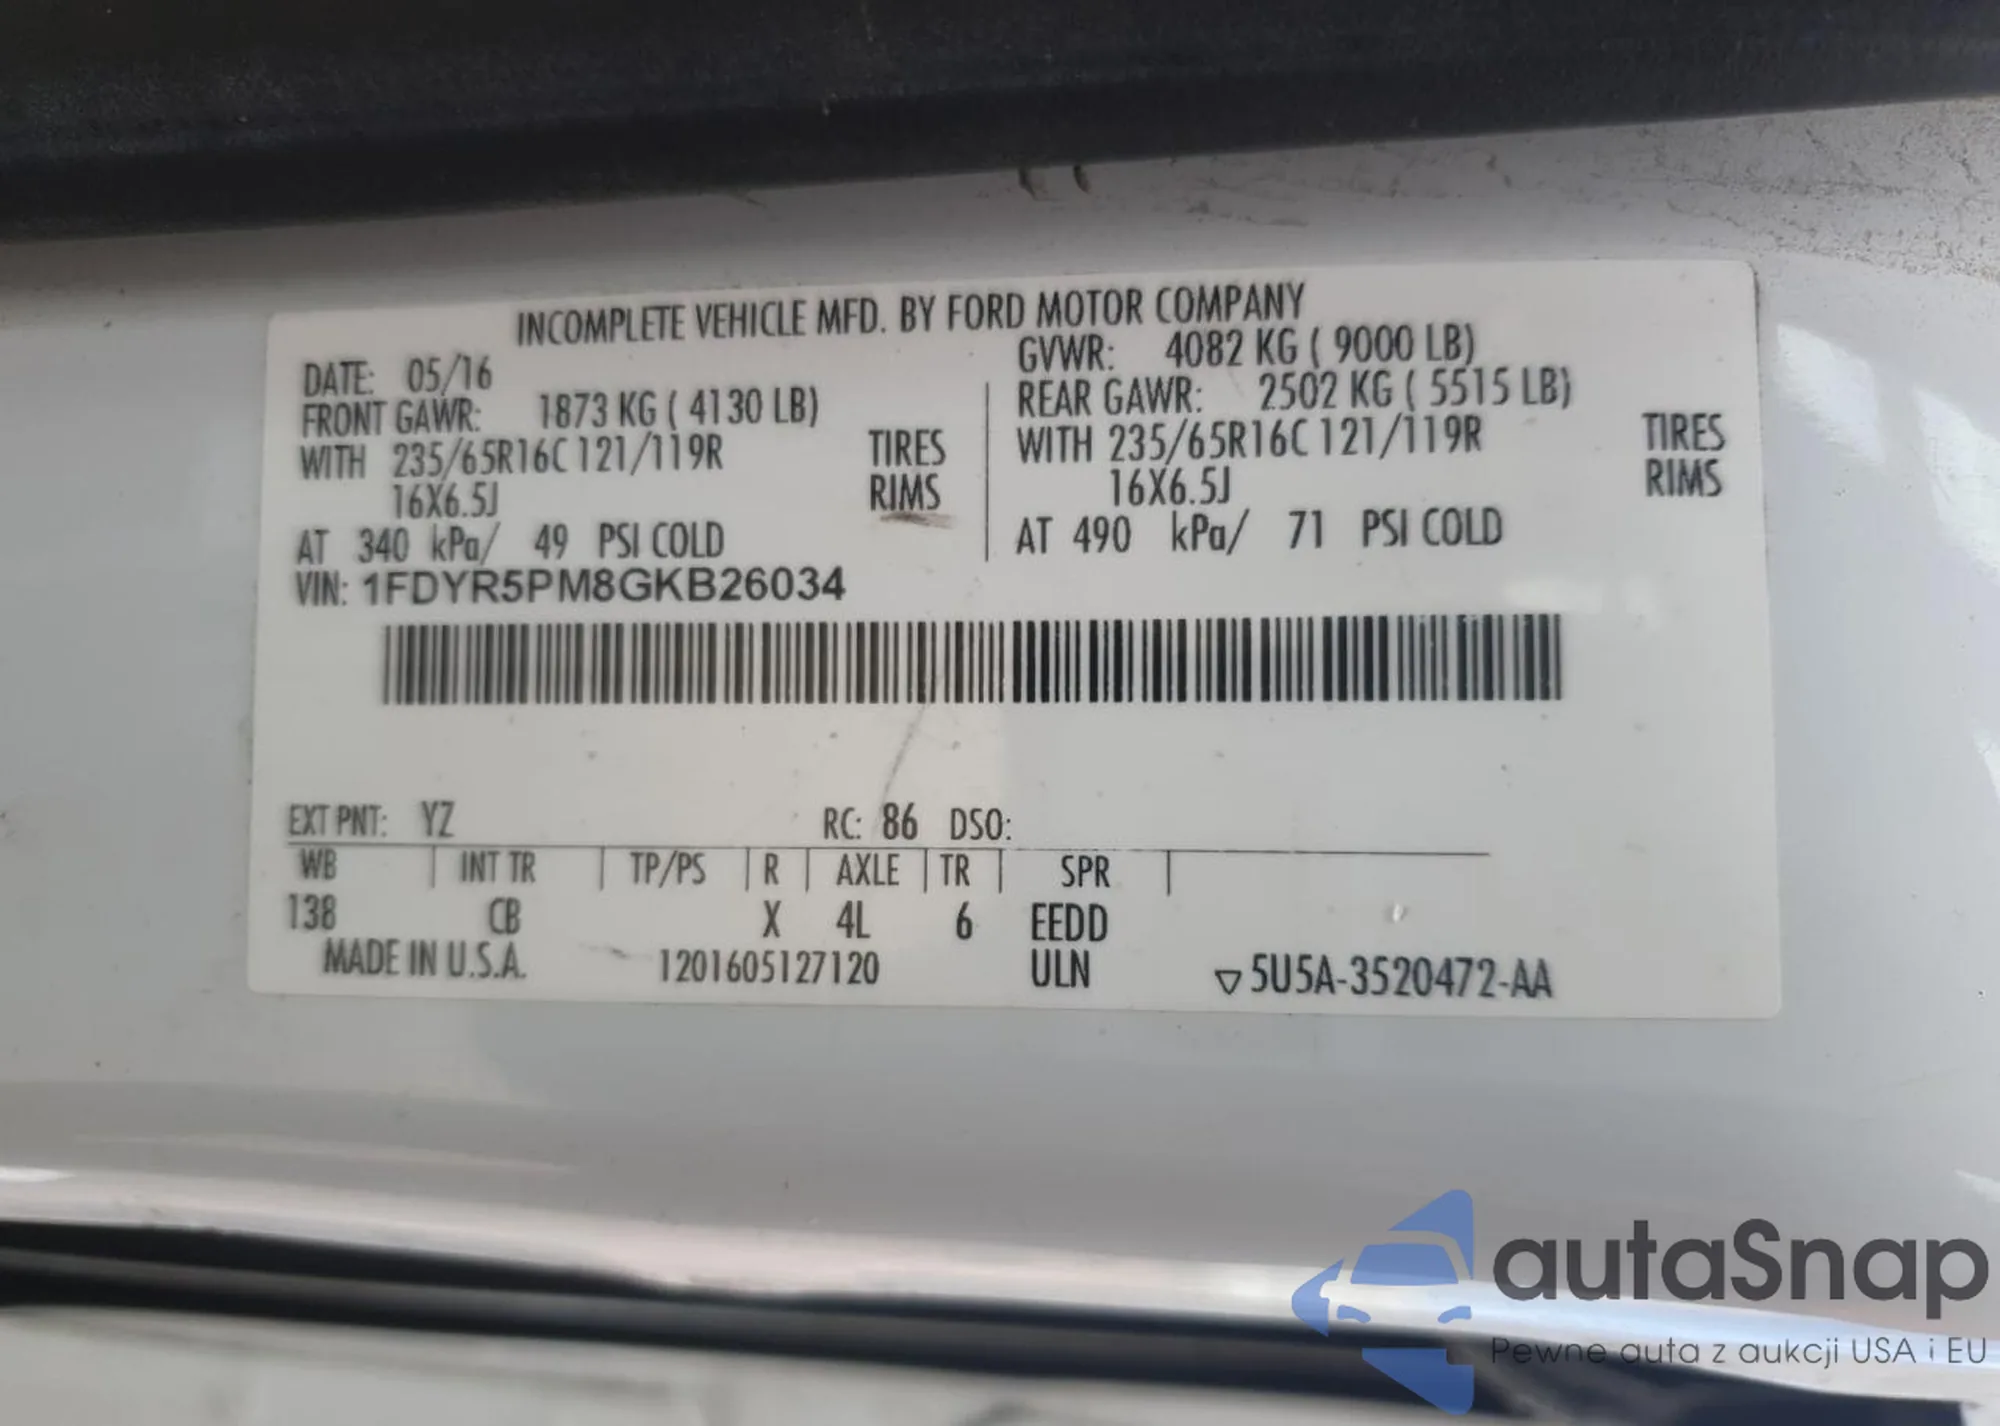 INCOMPLETE VEHICLE MFD. BY FORD MOTOR COMPANY
DATE: 05/16 GVWR: 4082 KG ( 9000 LB)
FRONT GAWR: 1873 KG ( 4130 LB) REAR GAWR: 2502 KG ( 5515 LB)
WITH 235/65R16C 121/119R TIRES WITH 235/65R16C 121/119R TIRES
16X6.5J RIMS 16X6.5J RIMS
AT 340 kPa/ 49 PSI COLD AT 490 kPa/ 71 PSI COLD
VIN: 1FDYR5PM8GKB26034
EXT PNT: YZ RC: 86 DSO:
WB INT TR TP/PS R AXLE TR SPR
138 CB X 4L 6 EEDD
MADE IN U.S.A. 1201605127120 ULN ▽5U5A-3520472-AA
autaSnap
Pewne auta z aukcji USA i EU